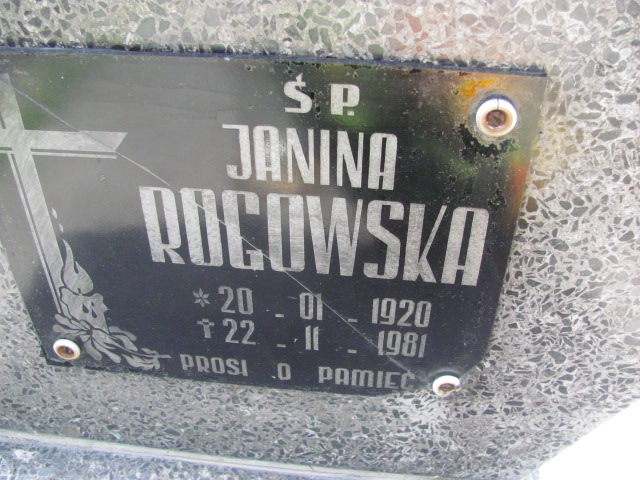 Ś.P.
JANINA
ROGOWSKA
* 20 - 01 - 1920
† 22 - 11 - 1981
PROSI O PAMIĘĆ